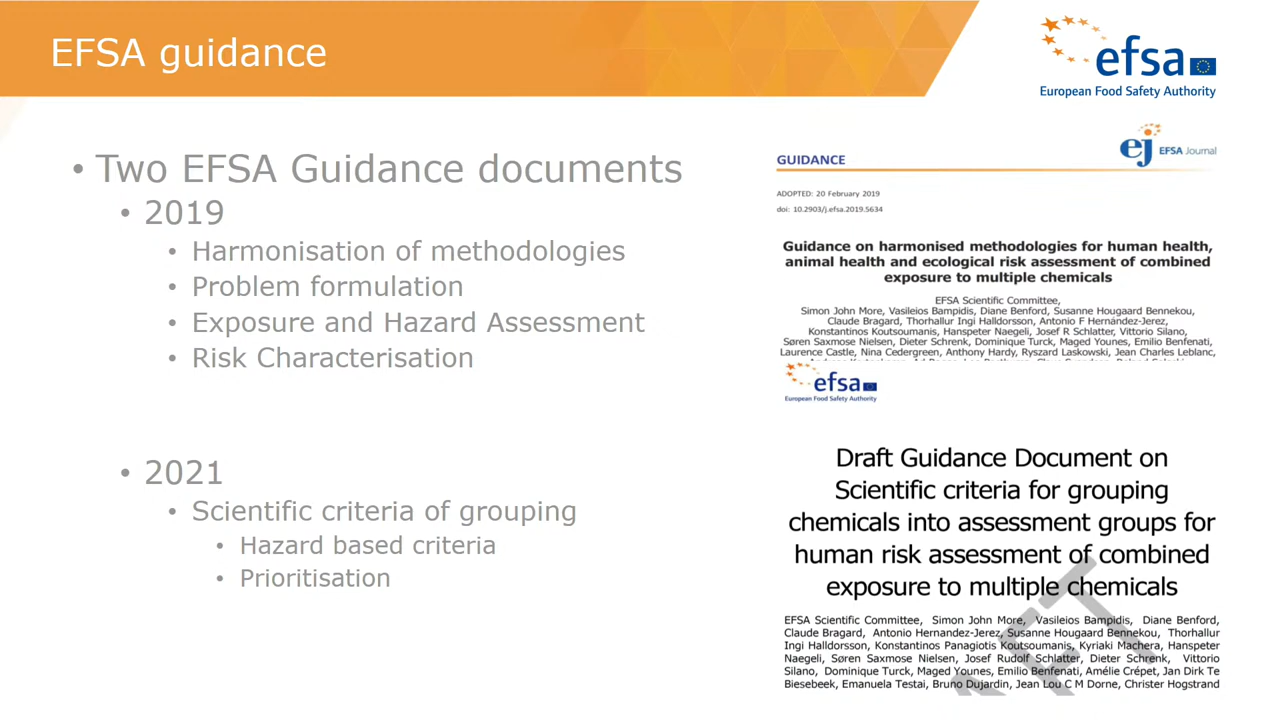 EFSA guidance
efsa
European Food Safety Authority
• Two EFSA Guidance documents
• 2019
• Harmonisation of methodologies
• Problem formulation
• Exposure and Hazard Assessment
• Risk Characterisation
• 2021
• Scientific criteria of grouping
• Hazard based criteria
• Prioritisation
GUIDANCE
ej EFSA Journal
ADOPTED: 20 February 2019
doi: 10.2903/j.efsa.2019.5634
Guidance on harmonised methodologies for human health,
animal health and ecological risk assessment of combined
exposure to multiple chemicals
EFSA Scientific Committee,
Simon John More, Vasileios Bampidis, Diane Benford, Susanne Hougaard Bennekou,
Claude Bragard, Thorhallur Ingi Halldorsson, Antonio F Hernández-Jerez,
Konstantinos Koutsoumanis, Hanspeter Naegeli, Josef R Schlatter, Vittorio Silano,
Søren Saxmose Nielsen, Dieter Schrenk, Dominique Turck, Maged Younes, Emilio Benfenati,
Laurence Castle, Nina Cedergreen, Anthony Hardy, Ryszard Laskowski, Jean Charles Leblanc,
efsa
European Food Safety Authority
Draft Guidance Document on
Scientific criteria for grouping
chemicals into assessment groups for
human risk assessment of combined
exposure to multiple chemicals
EFSA Scientific Committee, Simon John More, Vasileios Bampidis, Diane Benford,
Claude Bragard, Antonio Hernandez-Jerez, Susanne Hougaard Bennekou, Thorhallur
Ingi Halldorsson, Konstantinos Panagiotis Koutsoumanis, Kyriaki Machera, Hanspeter
Naegeli, Søren Saxmose Nielsen, Josef Rudolf Schlatter, Dieter Schrenk, Vittorio
Silano, Dominique Turck, Maged Younes, Emilio Benfenati, Amélie Crépet, Jan Dirk Te
Biesebeek, Emanuela Testai, Bruno Dujardin, Jean Lou C M Dorne, Christer Hogstrand